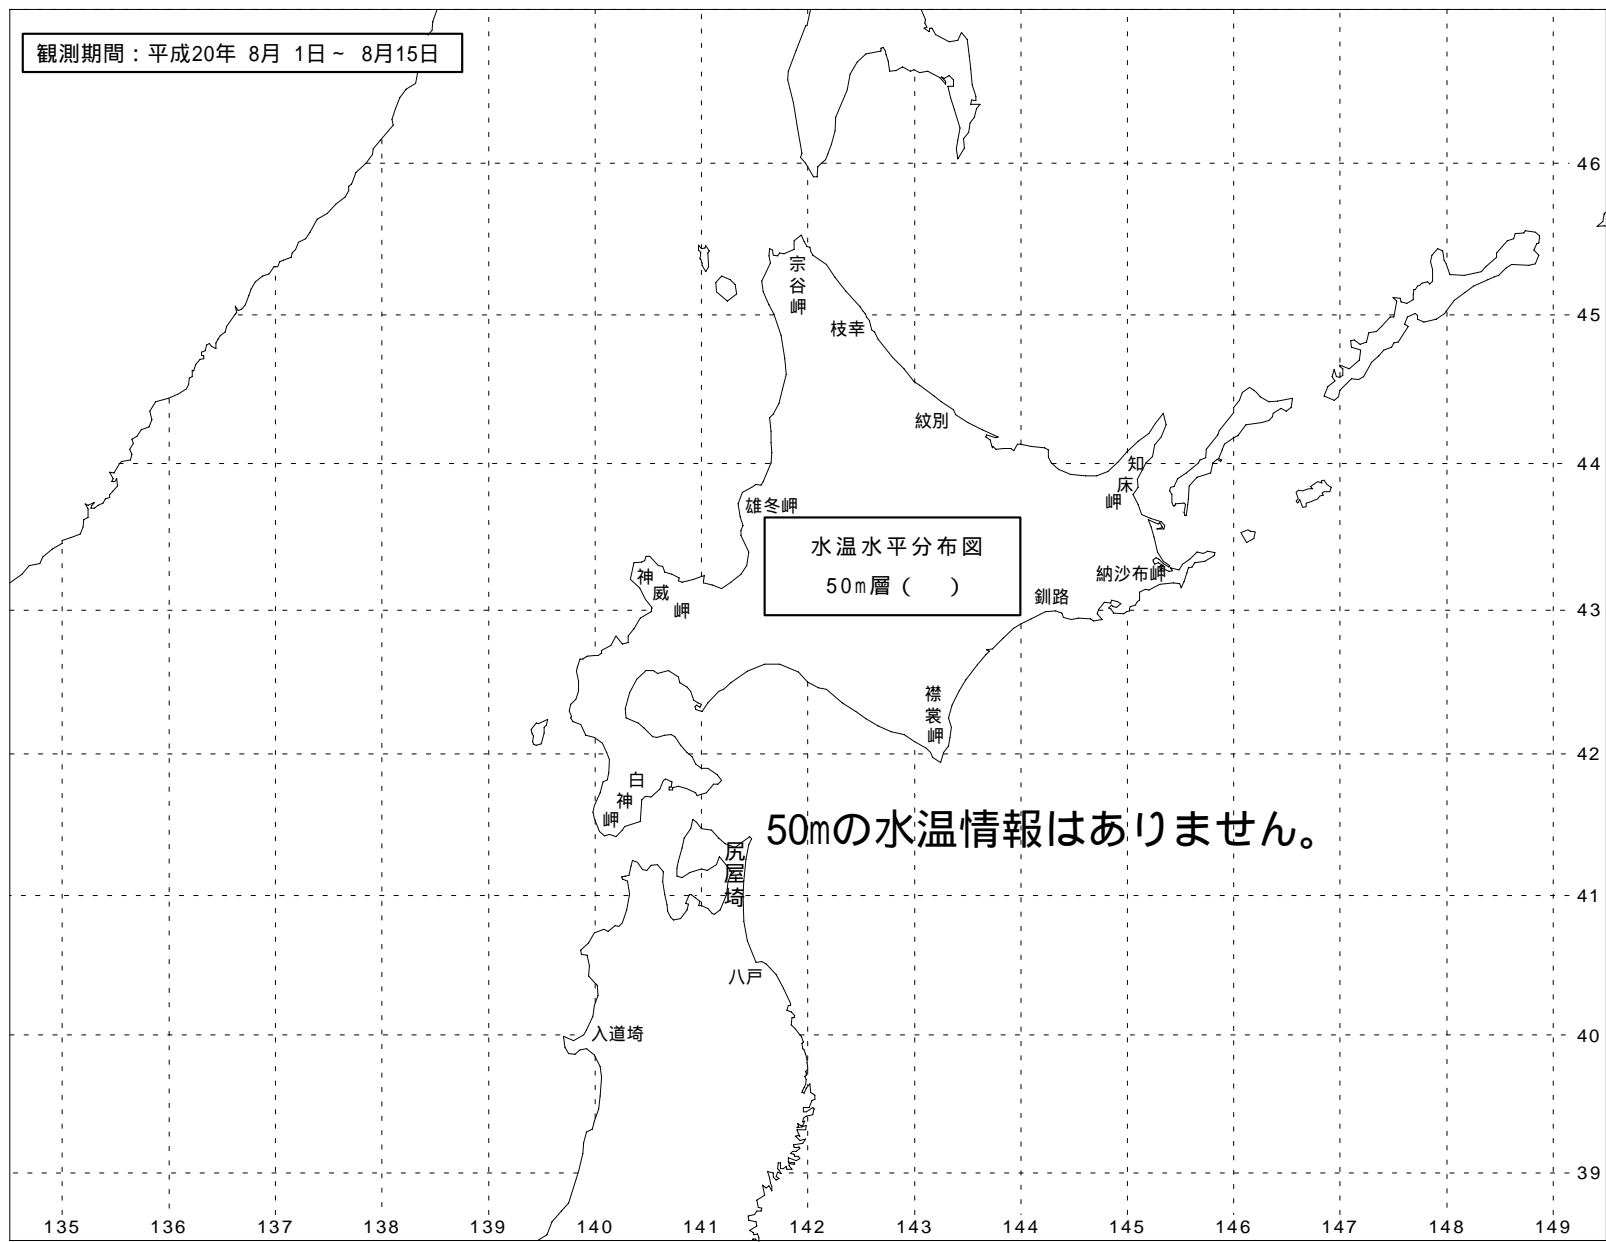 観測期間：平成20年 8月 1日～ 8月15日
46
宗谷岬
45
枝幸
紋別
44
知床岬
雄冬岬
水温水平分布図
50m層（　）
納沙布岬
神威岬
釧路
43
襟裳岬
42
白神岬
50mの水温情報はありません。
尻屋埼
41
八戸
入道埼
40
39
135 136 137 138 139 140 141 142 143 144 145 146 147 148 149